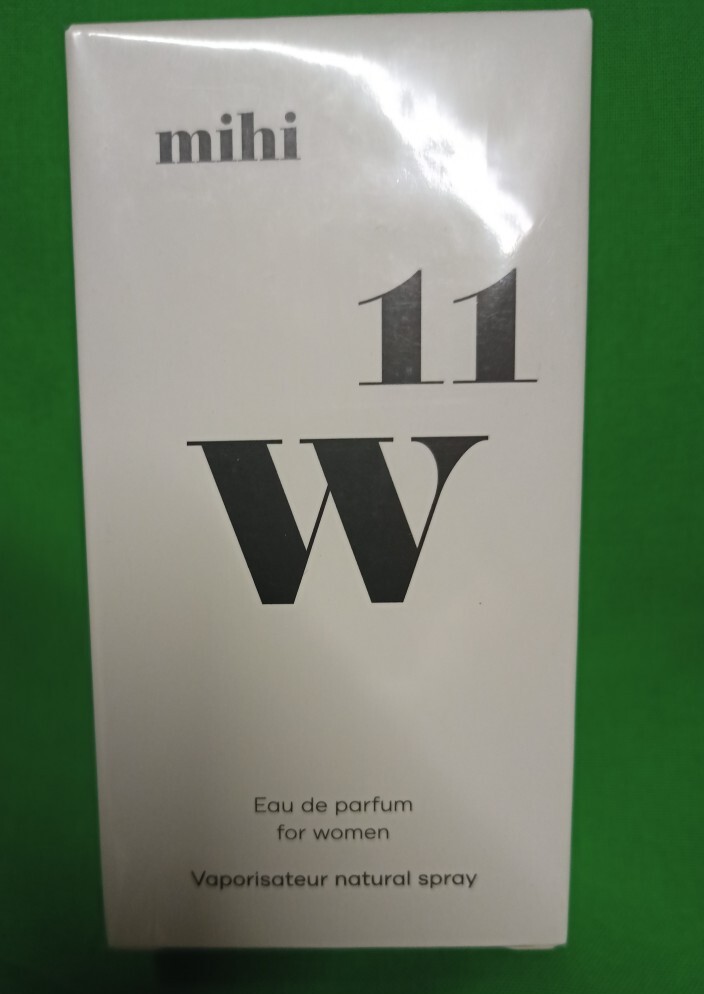 mihi
11
W
Eau de parfum
for women
Vaporisateur natural spray